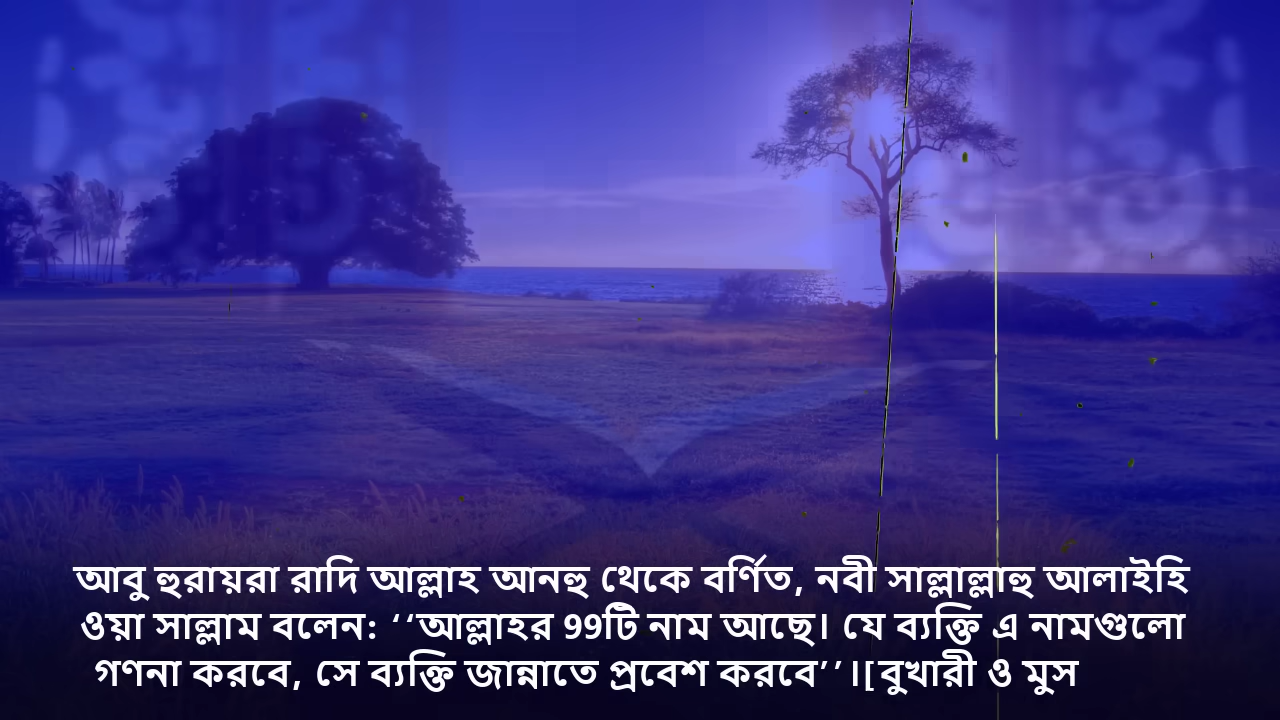 আবু হুরায়রা রাদি আল্লাহ আনহু থেকে বর্ণিত, নবী সাল্লাল্লাহু আলাইহি
ওয়া সাল্লাম বলেন: ‘‘আল্লাহর 99টি নাম আছে। যে ব্যক্তি এ নামগুলো
গণনা করবে, সে ব্যক্তি জান্নাতে প্রবেশ করবে’’।[বুখারী ও মুস